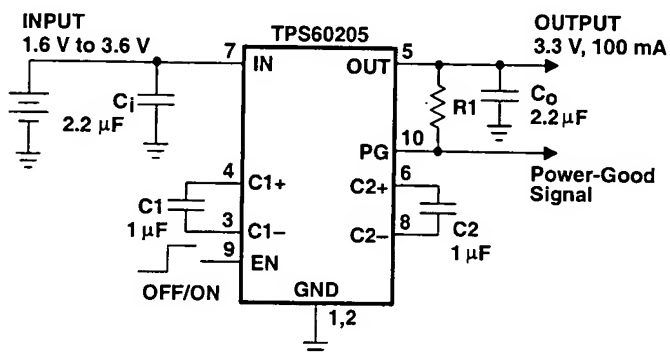 INPUT
1.6 V to 3.6 V
TPS60205
OUTPUT
3.3 V, 100 mA
7
IN
OUT
5
Ci
2.2 μF
R1
Co
2.2 μF
PG
10
Power-Good
Signal
4
C1+
C2+
6
C1
1 μF
3
C1−
C2−
8
C2
1 μF
9
EN
OFF/ON
GND
1,2